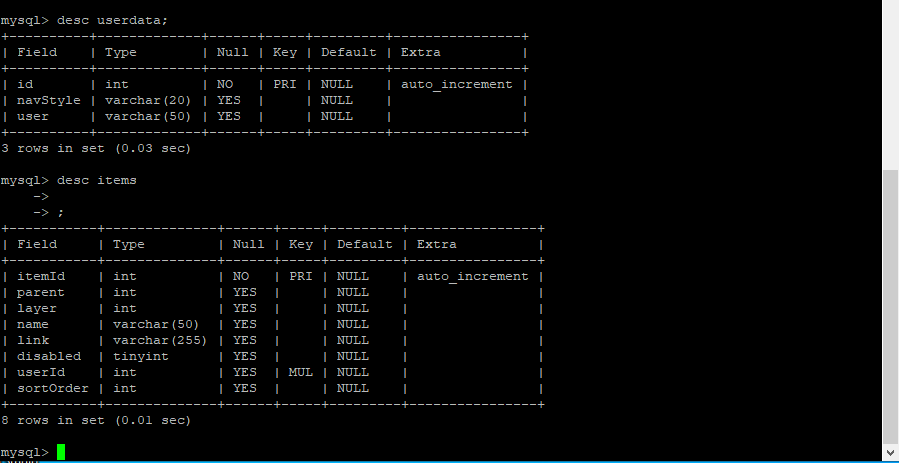 mysql> desc userdata;
+----------+-------------+------+-----+---------+----------------+
| Field    | Type        | Null | Key | Default | Extra          |
+----------+-------------+------+-----+---------+----------------+
| id       | int         | NO   | PRI | NULL    | auto_increment |
| navStyle | varchar(20) | YES  |     | NULL    |                |
| user     | varchar(50) | YES  |     | NULL    |                |
+----------+-------------+------+-----+---------+----------------+
3 rows in set (0.03 sec)
mysql> desc items
    ->
    -> ;
+-----------+--------------+------+-----+---------+----------------+
| Field     | Type         | Null | Key | Default | Extra          |
+-----------+--------------+------+-----+---------+----------------+
| itemId    | int          | NO   | PRI | NULL    | auto_increment |
| parent    | int          | YES  |     | NULL    |                |
| layer     | int          | YES  |     | NULL    |                |
| name      | varchar(50)  | YES  |     | NULL    |                |
| link      | varchar(255) | YES  |     | NULL    |                |
| disabled  | tinyint      | YES  |     | NULL    |                |
| userId    | int          | YES  | MUL | NULL    |                |
| sortOrder | int          | YES  |     | NULL    |                |
+-----------+--------------+------+-----+---------+----------------+
8 rows in set (0.01 sec)
mysql>